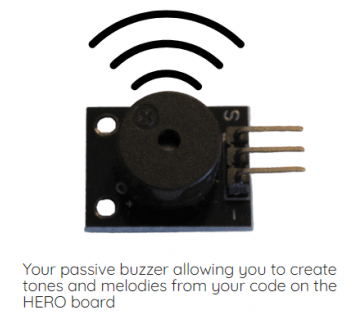 S
Your passive buzzer allowing you to create
tones and melodies from your code on the
HERO board